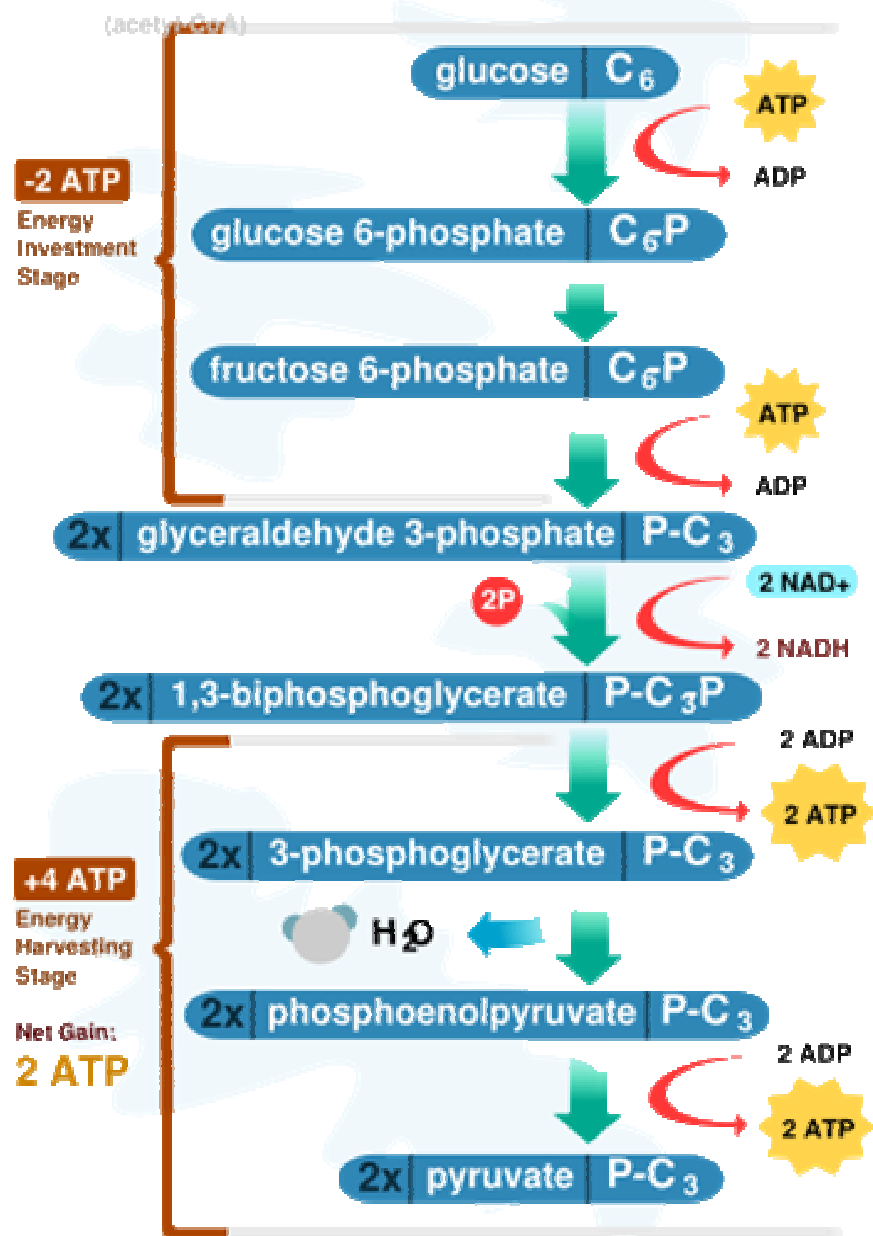 (acetyl-CoA)
glucose C6
ATP
ADP
-2 ATP
Energy
Investment
Stage
glucose 6-phosphate C6P
fructose 6-phosphate C6P
ATP
ADP
2x glyceraldehyde 3-phosphate P-C3
2P
2 NAD+
2 NADH
2x 1,3-biphosphoglycerate P-C3P
2 ADP
2 ATP
2x 3-phosphoglycerate P-C3
+4 ATP
Energy
Harvesting
Stage
H2O
Net Gain:
2 ATP
2x phosphoenolpyruvate P-C3
2 ADP
2 ATP
2x pyruvate P-C3